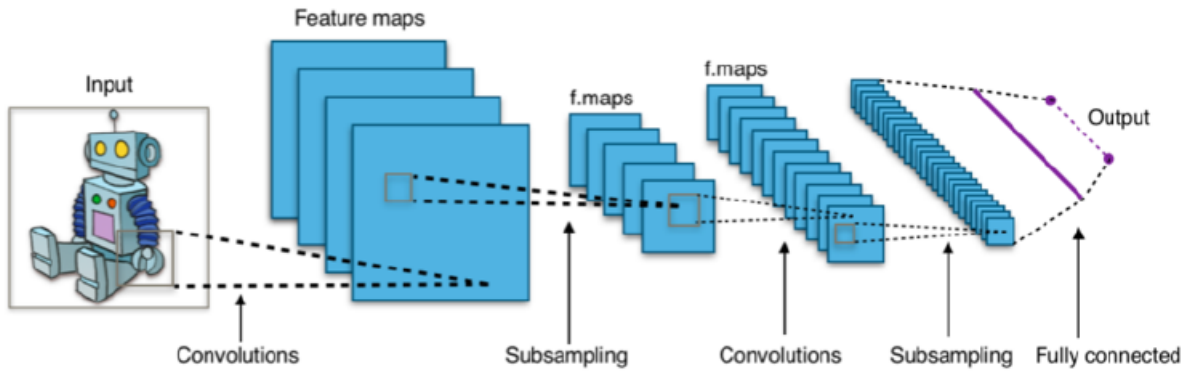 Feature maps
f.maps
Input
f.maps
Output
Convolutions
Subsampling
Convolutions
Subsampling
Fully connected